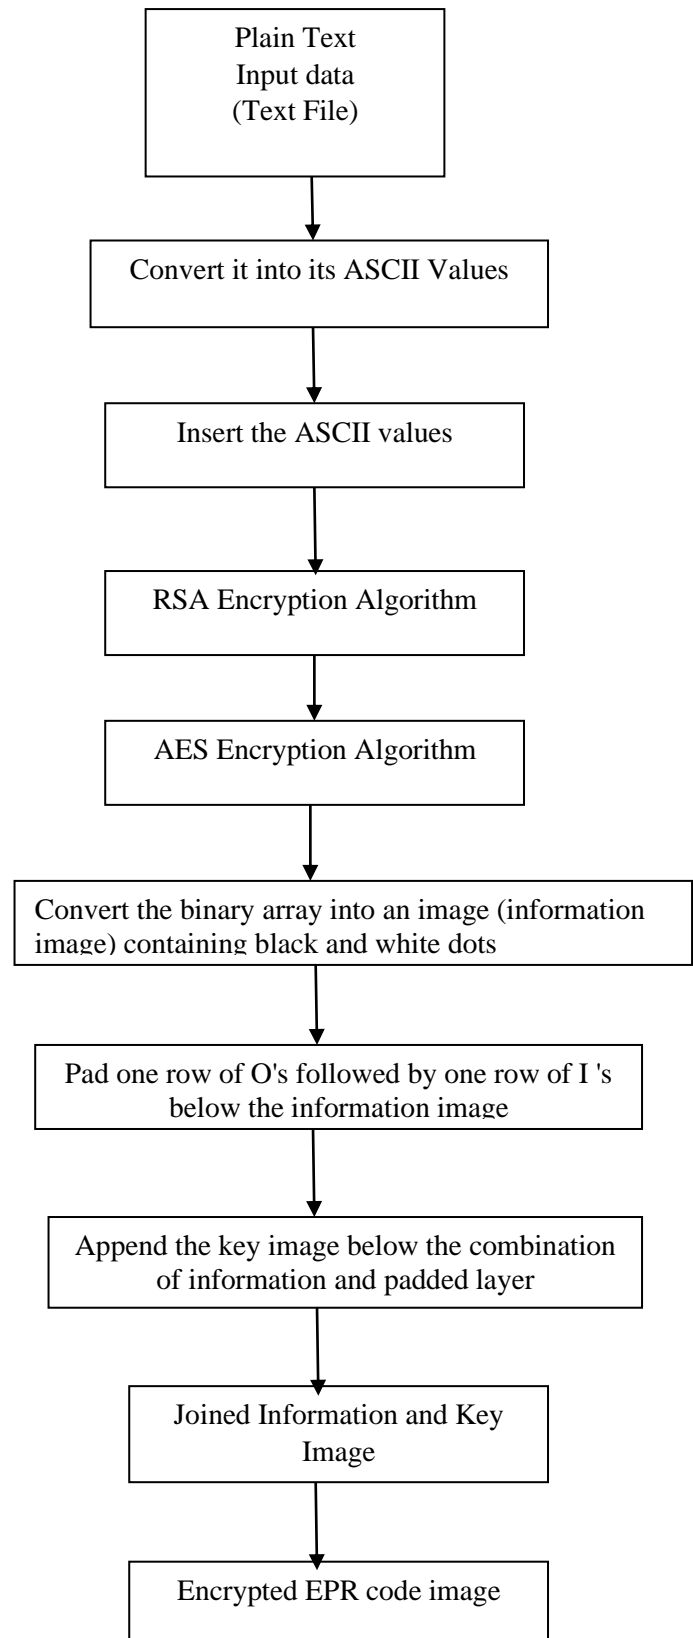 Plain Text
Input data
(Text File)
Convert it into its ASCII Values
Insert the ASCII values
RSA Encryption Algorithm
AES Encryption Algorithm
Convert the binary array into an image (information
image) containing black and white dots
Pad one row of O's followed by one row of I 's
below the information image
Append the key image below the combination
of information and padded layer
Joined Information and Key
Image
Encrypted EPR code image